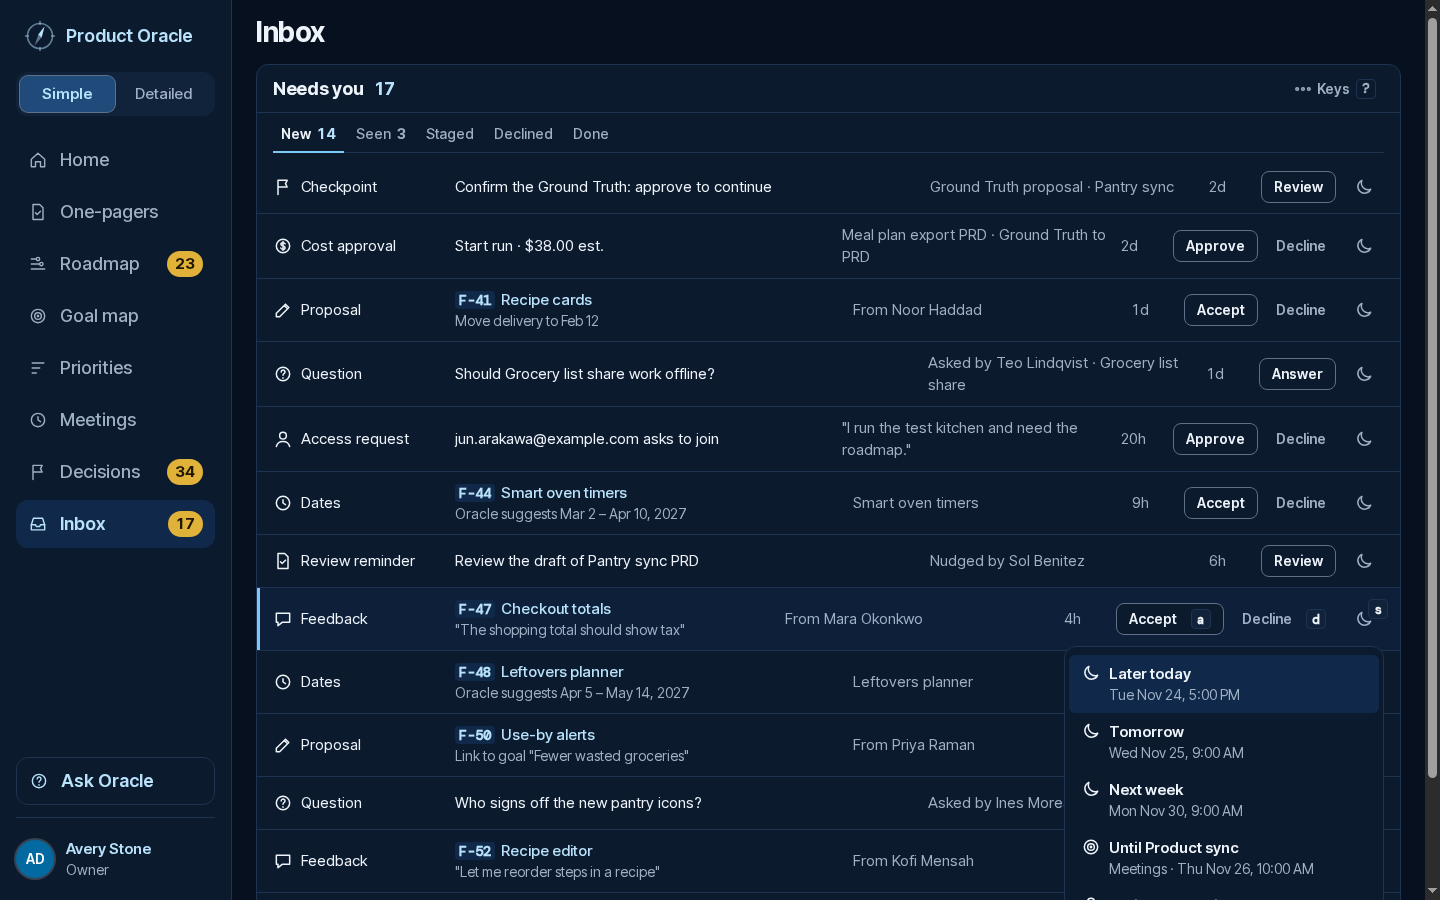 Product Oracle
Simple Detailed
Home
One-pagers
Roadmap 23
Goal map
Priorities
Meetings
Decisions 34
Inbox 17
Ask Oracle
AD Avery Stone
Owner
Inbox
Needs you 17 Keys ?
New 14 Seen 3 Staged Declined Done
Checkpoint Confirm the Ground Truth: approve to continue Ground Truth proposal · Pantry sync 2d Review
Cost approval Start run · $38.00 est. Meal plan export PRD · Ground Truth to PRD 2d Approve Decline
Proposal F-41 Recipe cards From Noor Haddad 1d Accept Decline
Move delivery to Feb 12
Question Should Grocery list share work offline? Asked by Teo Lindqvist · Grocery list share 1d Answer
Access request jun.arakawa@example.com asks to join "I run the test kitchen and need the roadmap." 20h Approve Decline
Dates F-44 Smart oven timers Smart oven timers 9h Accept Decline
Oracle suggests Mar 2 – Apr 10, 2027
Review reminder Review the draft of Pantry sync PRD Nudged by Sol Benitez 6h Review
Feedback F-47 Checkout totals From Mara Okonkwo 4h Accept a Decline d s
"The shopping total should show tax"
Dates F-48 Leftovers planner Leftovers planner
Oracle suggests Apr 5 – May 14, 2027
Proposal F-50 Use-by alerts From Priya Raman
Link to goal "Fewer wasted groceries"
Question Who signs off the new pantry icons? Asked by Ines More
Feedback F-52 Recipe editor From Kofi Mensah
"Let me reorder steps in a recipe"
Later today
Tue Nov 24, 5:00 PM
Tomorrow
Wed Nov 25, 9:00 AM
Next week
Mon Nov 30, 9:00 AM
Until Product sync
Meetings · Thu Nov 26, 10:00 AM